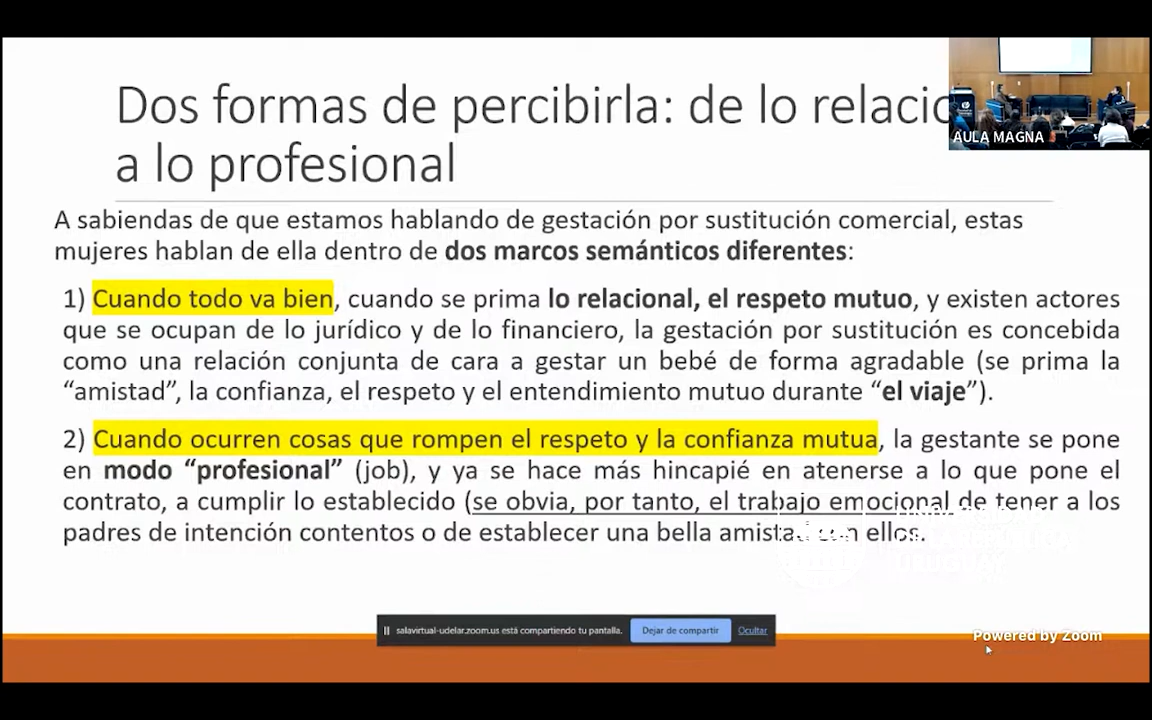 Dos formas de percibirla: de lo
a lo profesional
AULA MAGNA
A sabiendas de que estamos hablando de gestación por sustitución comercial, estas
mujeres hablan de ella dentro de dos marcos semánticos diferentes:
1) Cuando todo va bien, cuando se prima lo relacional, el respeto mutuo, y existen actores
que se ocupan de lo jurídico y de lo financiero, la gestación por sustitución es concebida
como una relación conjunta de cara a gestar un bebé de forma agradable (se prima la
“amistad”, la confianza, el respeto y el entendimiento mutuo durante “el viaje”).
2) Cuando ocurren cosas que rompen el respeto y la confianza mutua, la gestante se pone
en modo “profesional” (job), y ya se hace más hincapié en atenerse a lo que pone el
contrato, a cumplir lo establecido (se obvia, por tanto, el trabajo emocional de tener a los
padres de intención contentos o de establecer una bella
salavirtual-udelar.zoom.us está compartiendo tu pantalla. Dejar de compartir Ocultar
Powered by Zoom